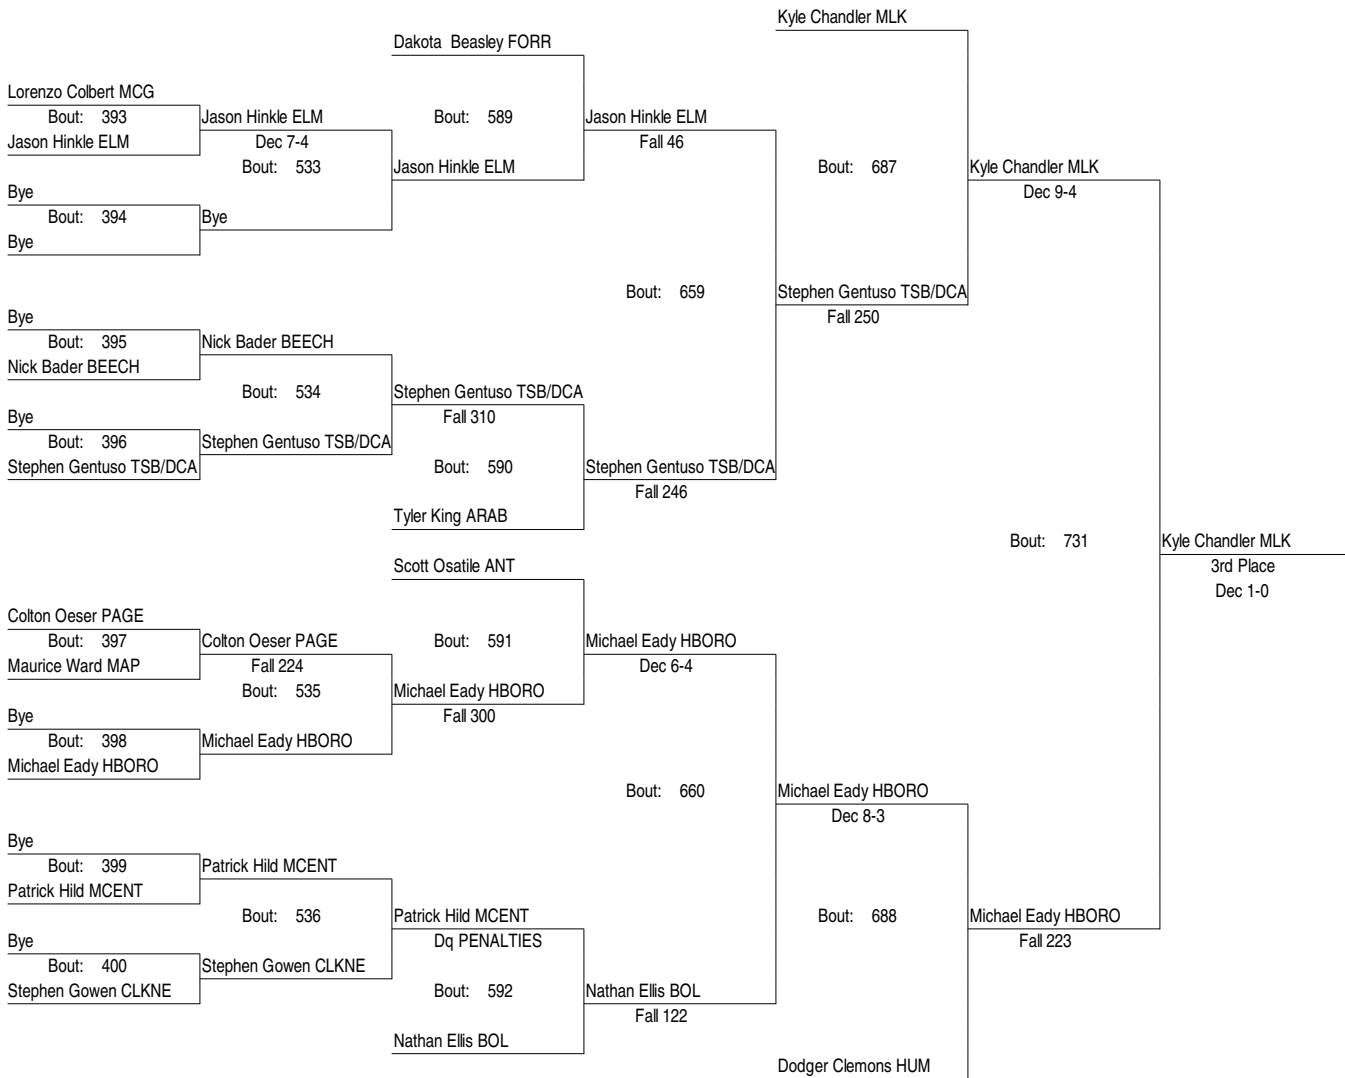 Kyle Chandler MLK
Dakota Beasley FORR
Lorenzo Colbert MCG
Bout: 393
Jason Hinkle ELM
Bout: 589
Jason Hinkle ELM
Jason Hinkle ELM
Dec 7-4
Fall 46
Bout: 533
Jason Hinkle ELM
Bout: 687
Kyle Chandler MLK
Bye
Dec 9-4
Bout: 394
Bye
Bye
Bout: 659
Stephen Gentuso TSB/DCA
Bye
Fall 250
Bout: 395
Nick Bader BEECH
Nick Bader BEECH
Bout: 534
Stephen Gentuso TSB/DCA
Bye
Fall 310
Bout: 396
Stephen Gentuso TSB/DCA
Stephen Gentuso TSB/DCA
Bout: 590
Stephen Gentuso TSB/DCA
Fall 246
Tyler King ARAB
Bout: 731
Kyle Chandler MLK
Scott Osatile ANT
3rd Place
Dec 1-0
Colton Oeser PAGE
Bout: 397
Colton Oeser PAGE
Bout: 591
Michael Eady HBORO
Maurice Ward MAP
Fall 224
Dec 6-4
Bout: 535
Michael Eady HBORO
Bye
Fall 300
Bout: 398
Michael Eady HBORO
Michael Eady HBORO
Bout: 660
Michael Eady HBORO
Dec 8-3
Bye
Bout: 399
Patrick Hild MCENT
Patrick Hild MCENT
Bout: 536
Patrick Hild MCENT
Bout: 688
Michael Eady HBORO
Bye
Dq PENALTIES
Fall 223
Bout: 400
Stephen Gowen CLKNE
Stephen Gowen CLKNE
Bout: 592
Nathan Ellis BOL
Fall 122
Nathan Ellis BOL
Dodger Clemons HUM